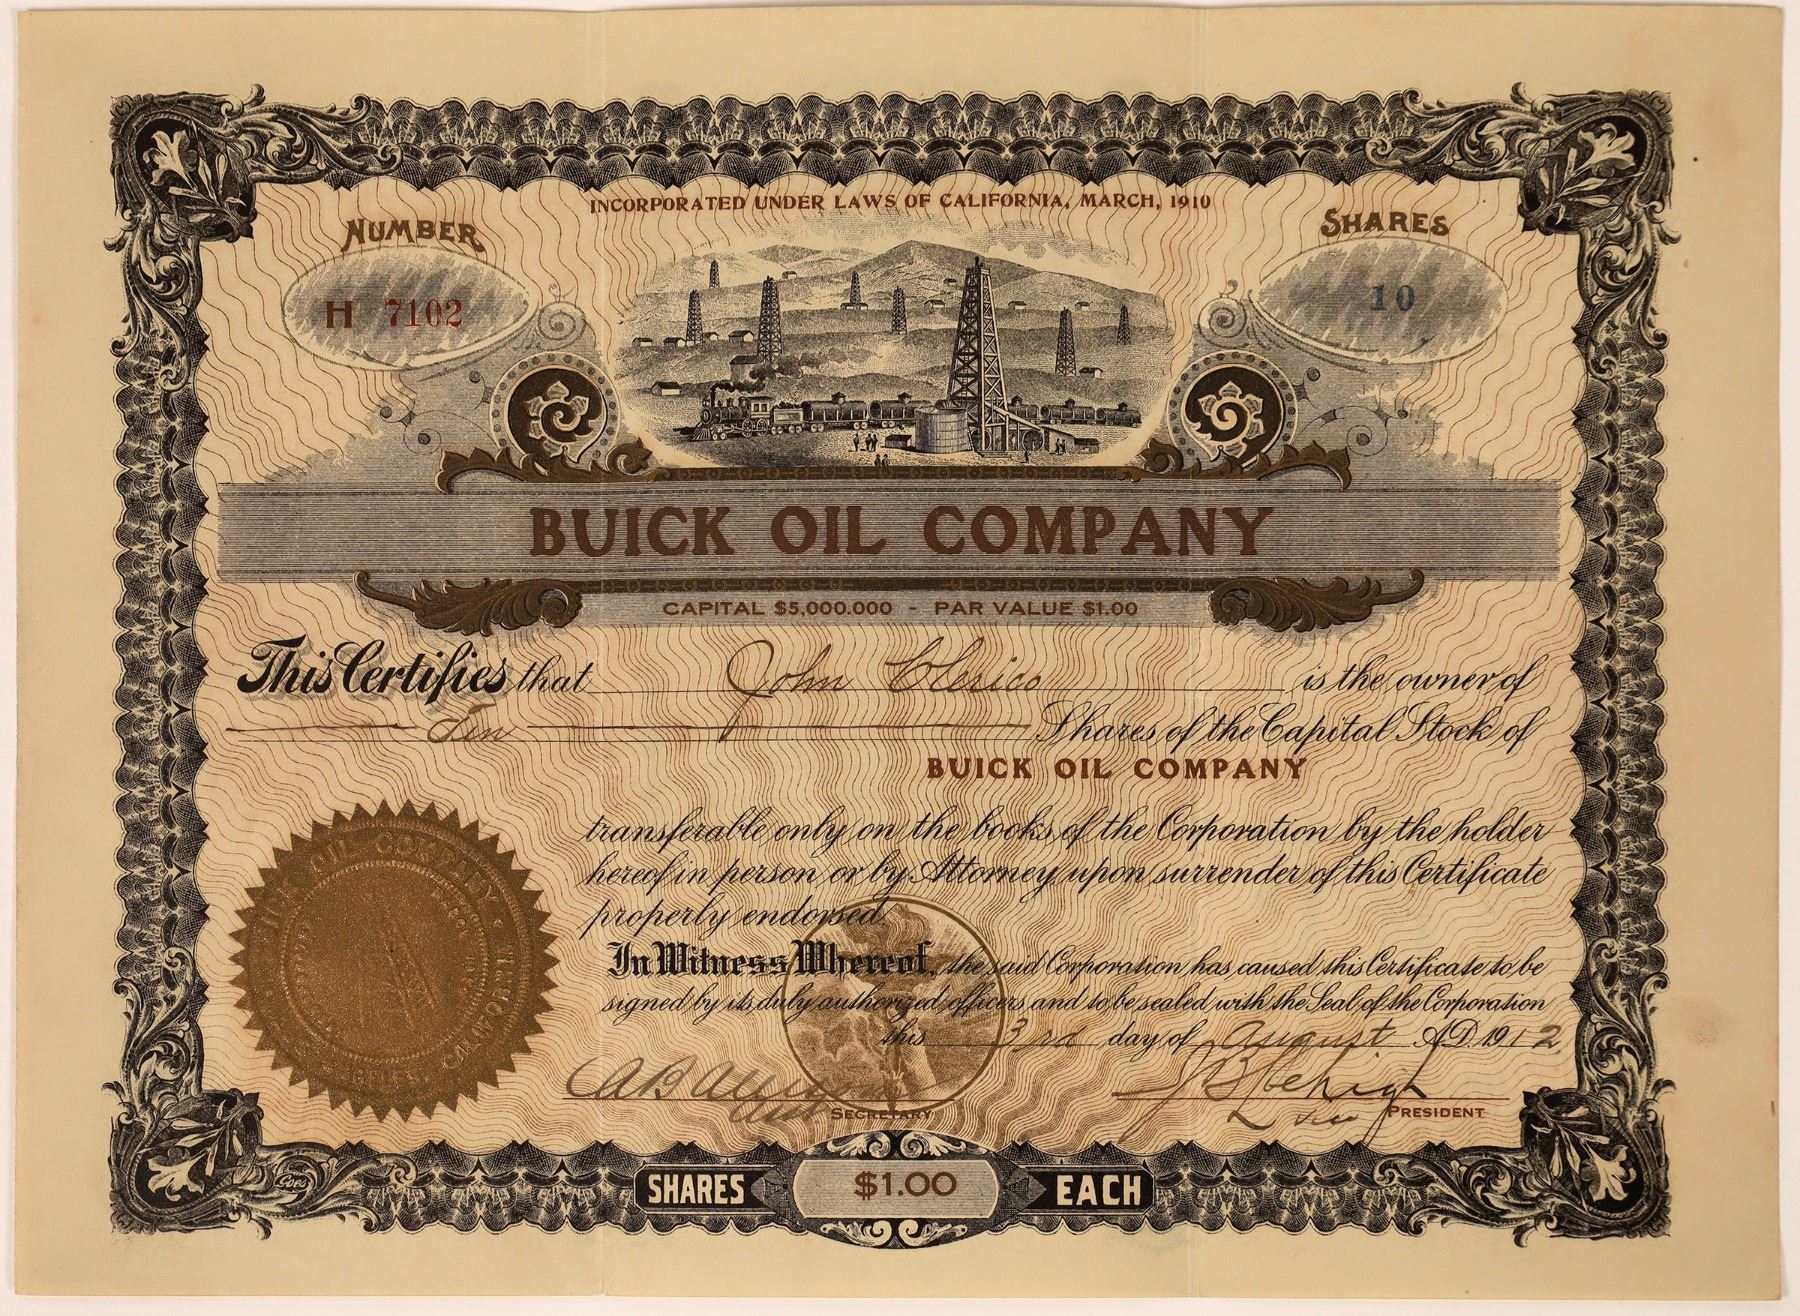 INCORPORATED UNDER LAWS OF CALIFORNIA, MARCH, 1910
NUMBER
SHARES
H 7102
10
BUICK OIL COMPANY
CAPITAL $5,000.000 - PAR VALUE $1.00
This Certifies that John Clerico is the owner of
Ten Shares of the Capital Stock of
BUICK OIL COMPANY
transferable only on the books of the Corporation by the holder
hereof in person or by Attorney upon surrender of this Certificate
properly endorsed.
In Witness Whereof, the said Corporation has caused this Certificate to be
signed by its duly authorized officers and to be sealed with the Seal of the Corporation
this 3rd day of August A.D. 1912
SECRETARY
PRESIDENT
OIL COMPANY
Goes
SHARES $1.00 EACH